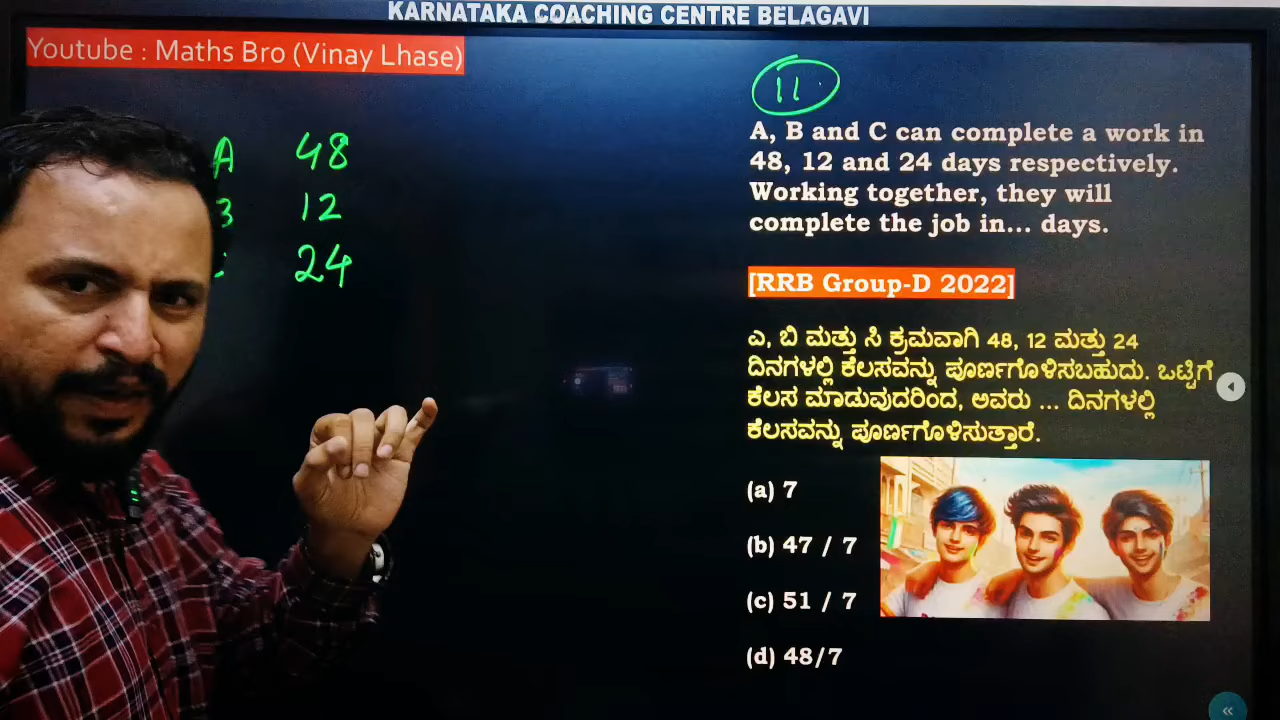 KARNATAKA COACHING CENTRE BELAGAVI
Youtube : Maths Bro (Vinay Lhase)
A 48
B 12
24
11
A, B and C can complete a work in
48, 12 and 24 days respectively.
Working together, they will
complete the job in... days.
[RRB Group-D 2022]
ಎ, ಬಿ ಮತ್ತು ಸಿ ಕ್ರಮವಾಗಿ 48, 12 ಮತ್ತು 24
ದಿನಗಳಲ್ಲಿ ಕೆಲಸವನ್ನು ಪೂರ್ಣಗೊಳಿಸಬಹುದು. ಒಟ್ಟಿಗೆ
ಕೆಲಸ ಮಾಡುವುದರಿಂದ, ಅವರು ... ದಿನಗಳಲ್ಲಿ
ಕೆಲಸವನ್ನು ಪೂರ್ಣಗೊಳಿಸುತ್ತಾರೆ.
(a) 7
(b) 47 / 7
(c) 51 / 7
(d) 48/7